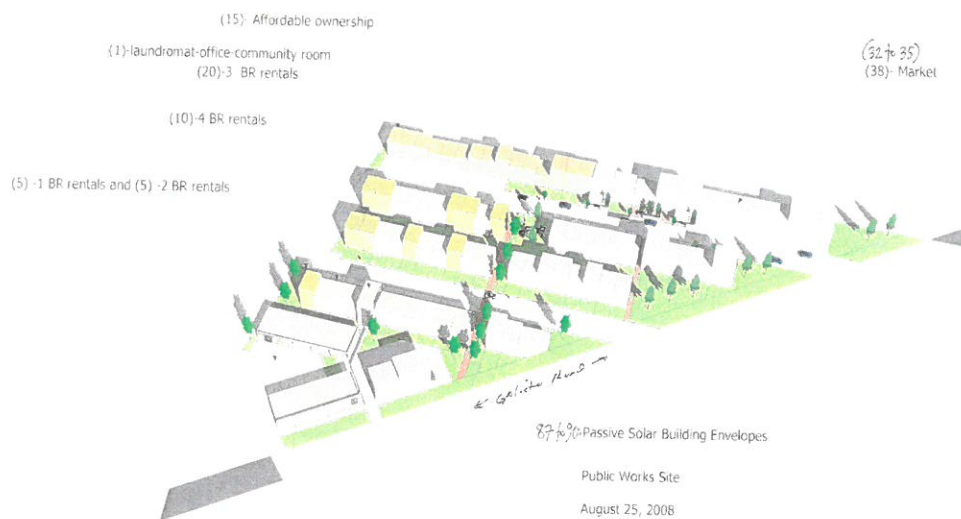 (15)- Affordable ownership
(1)-laundromat-office-community room
(20)-3 BR rentals
(32 to 35)
(38)- Market
(10)-4 BR rentals
(5) -1 BR rentals and (5) -2 BR rentals
87 to 90 Passive Solar Building Envelopes
Public Works Site
August 25, 2008